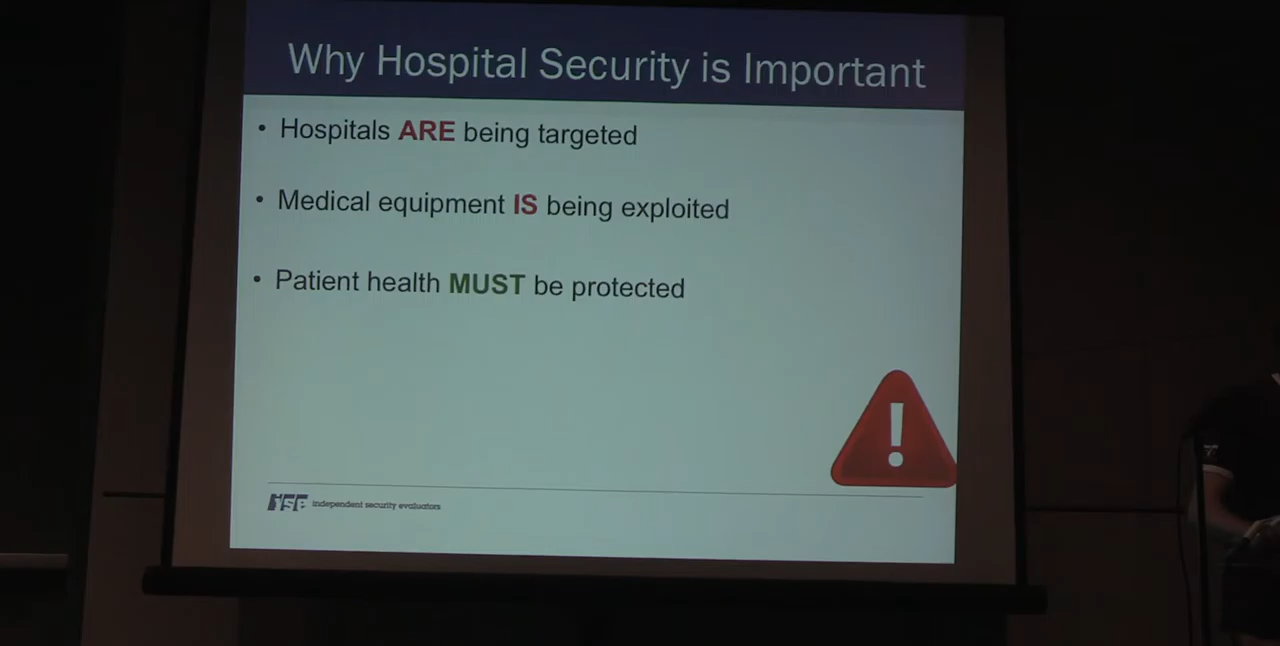 Why Hospital Security is Important
• Hospitals ARE being targeted
• Medical equipment IS being exploited
• Patient health MUST be protected
!
ise independent security evaluators